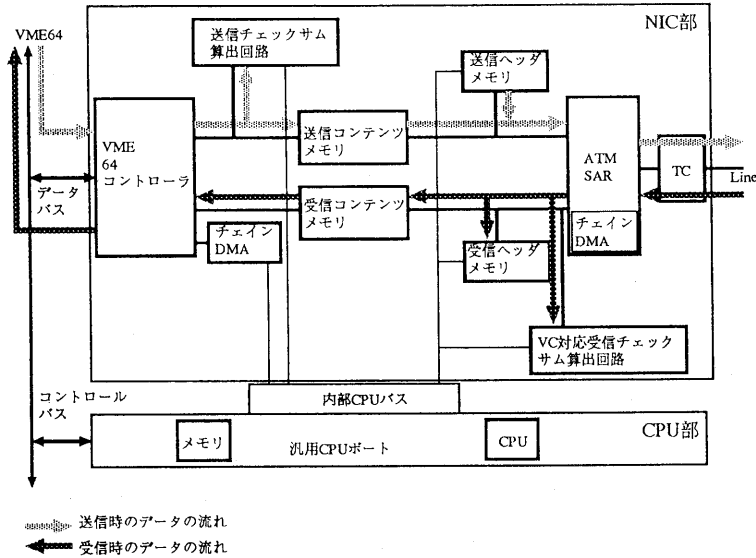 VME64
NIC部
送信チェックサム
算出回路
送信ヘッダ
メモリ
VME
64
コントローラ
送信コンテンツ
メモリ
ATM
SAR
TC
Line
データ
バス
受信コンテンツ
メモリ
チェイン
DMA
チェイン
DMA
受信ヘッダ
メモリ
VC対応受信チェック
サム算出回路
コントロール
バス
内部CPUバス
CPU部
メモリ
汎用CPUボート
CPU
送信時のデータの流れ
受信時のデータの流れ